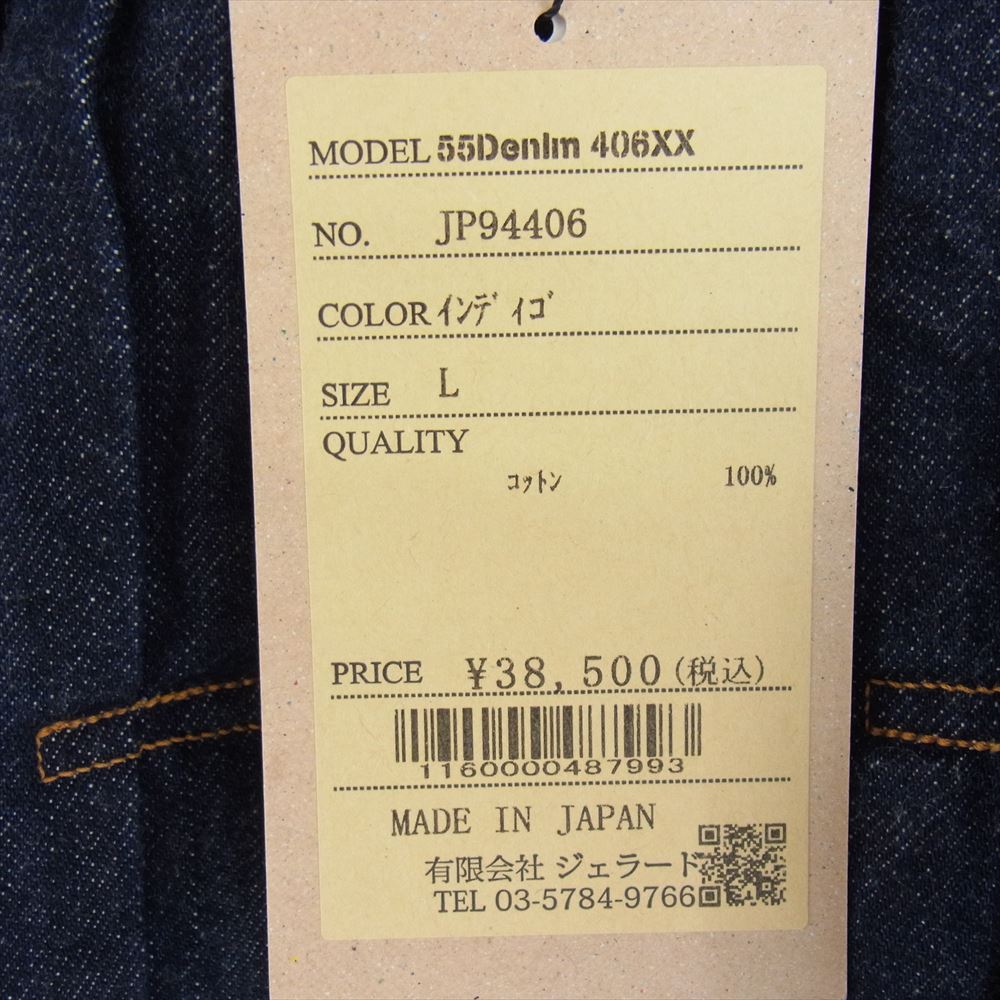 MODEL 55Denim 406XX
NO. JP94406
COLOR ｲﾝﾃﾞｨｺﾞ
SIZE L
QUALITY
ｺｯﾄﾝ 100%
PRICE ¥38,500(税込)
1160000487993
MADE IN JAPAN
有限会社 ジェラード
TEL 03-5784-9766